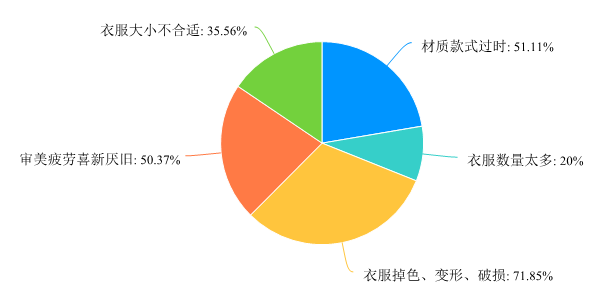 衣服大小不合适: 35.56%
材质款式过时: 51.11%
审美疲劳喜新厌旧: 50.37%
衣服数量太多: 20%
衣服掉色、变形、破损: 71.85%